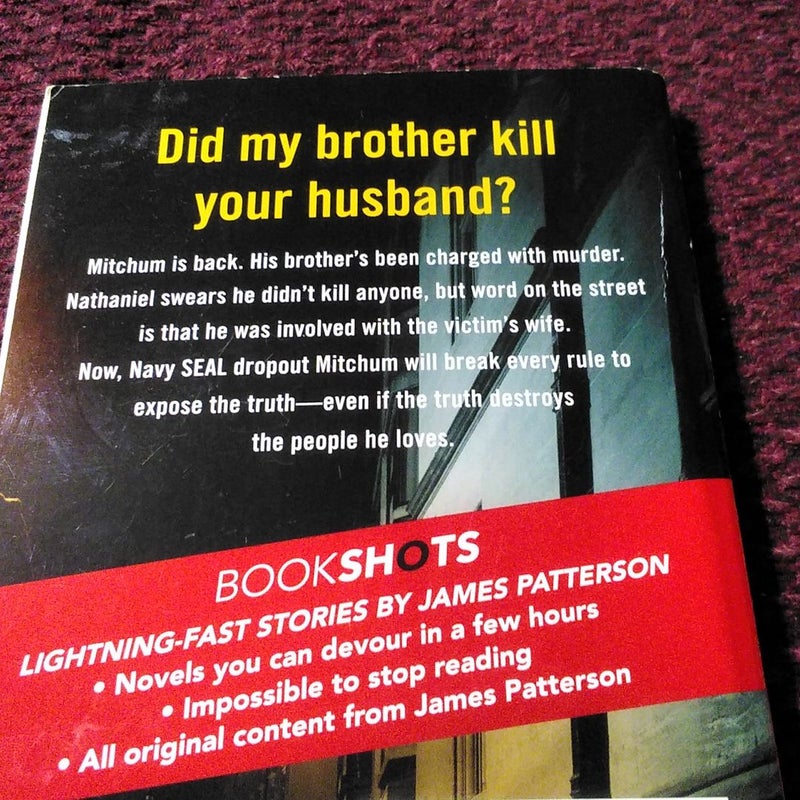 Did my brother kill
your husband?
Mitchum is back. His brother's been charged with murder.
Nathaniel swears he didn't kill anyone, but word on the street
is that he was involved with the victim's wife.
Now, Navy SEAL dropout Mitchum will break every rule to
expose the truth—even if the truth destroys
the people he loves.
BOOKSHOTS
LIGHTNING-FAST STORIES BY JAMES PATTERSON
• Novels you can devour in a few hours
• Impossible to stop reading
• All original content from James Patterson